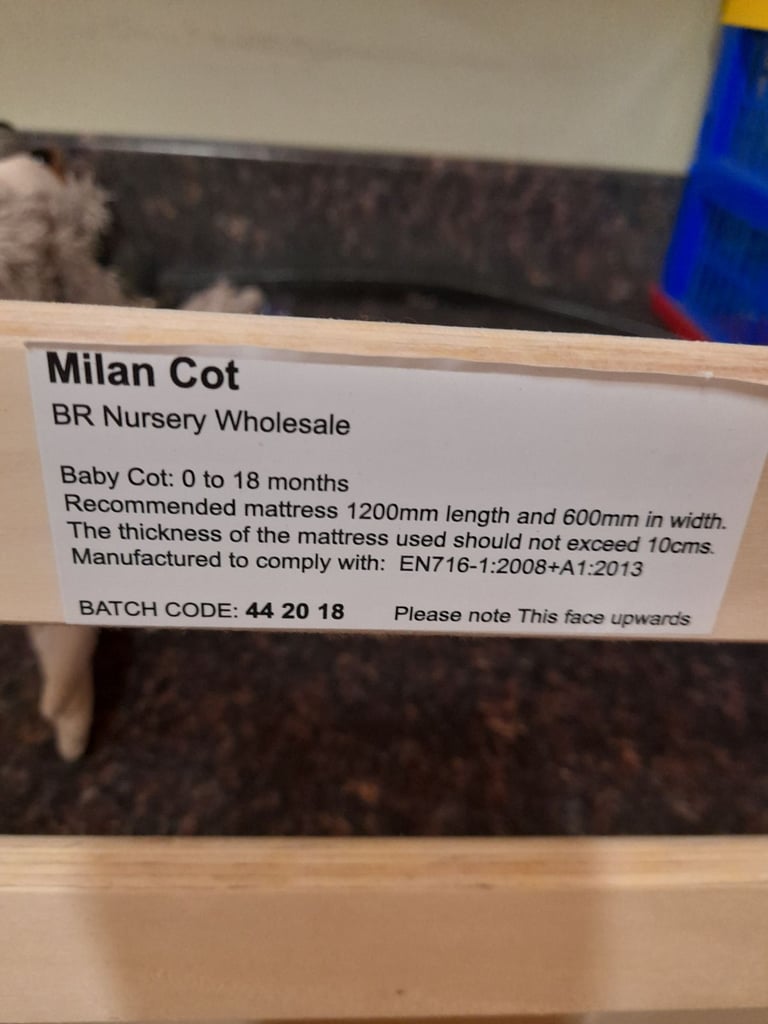 Milan Cot
BR Nursery Wholesale
Baby Cot: 0 to 18 months
Recommended mattress 1200mm length and 600mm in width.
The thickness of the mattress used should not exceed 10cms.
Manufactured to comply with: EN716-1:2008+A1:2013
BATCH CODE: 44 20 18 Please note This face upwards